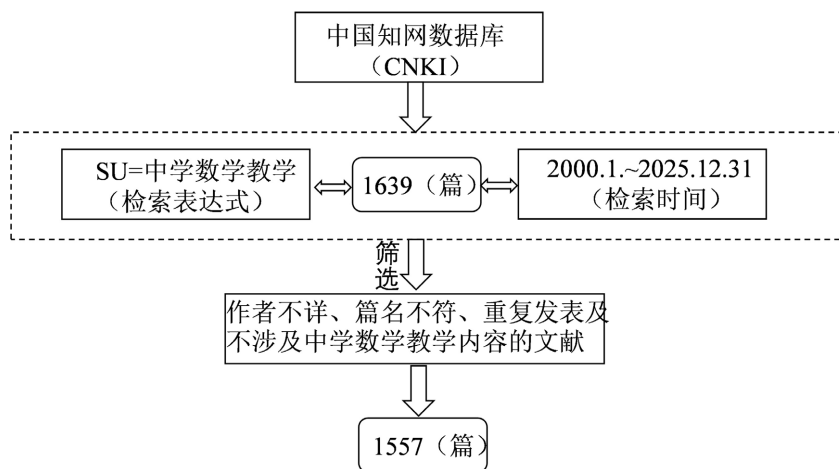 中国知网数据库
（CNKI）
SU=中学数学教学
（检索表达式）
1639（篇）
2000.1.~2025.12.31
（检索时间）
筛选
作者不详、篇名不符、重复发表及
不涉及中学数学教学内容的文献
1557（篇）